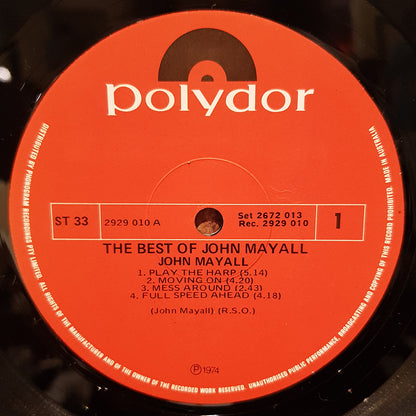 polydor
ST 33
2929 010 A
Set 2672 013
Rec. 2929 010
1
THE BEST OF JOHN MAYALL
JOHN MAYALL
1. PLAY THE HARP (5.14)
2. MOVING ON (4.20)
3. MESS AROUND (2.43)
4. FULL SPEED AHEAD (4.18)
(John Mayall) (R.S.O.)
Ⓟ 1974
DISTRIBUTED BY PHONOGRAM RECORDINGS PTY LIMITED. ALL RIGHTS OF THE MANUFACTURER AND OF THE OWNER OF THE RECORDED WORK RESERVED. UNAUTHORISED PUBLIC PERFORMANCE, BROADCASTING AND COPYING OF THIS RECORD PROHIBITED. MADE IN AUSTRALIA